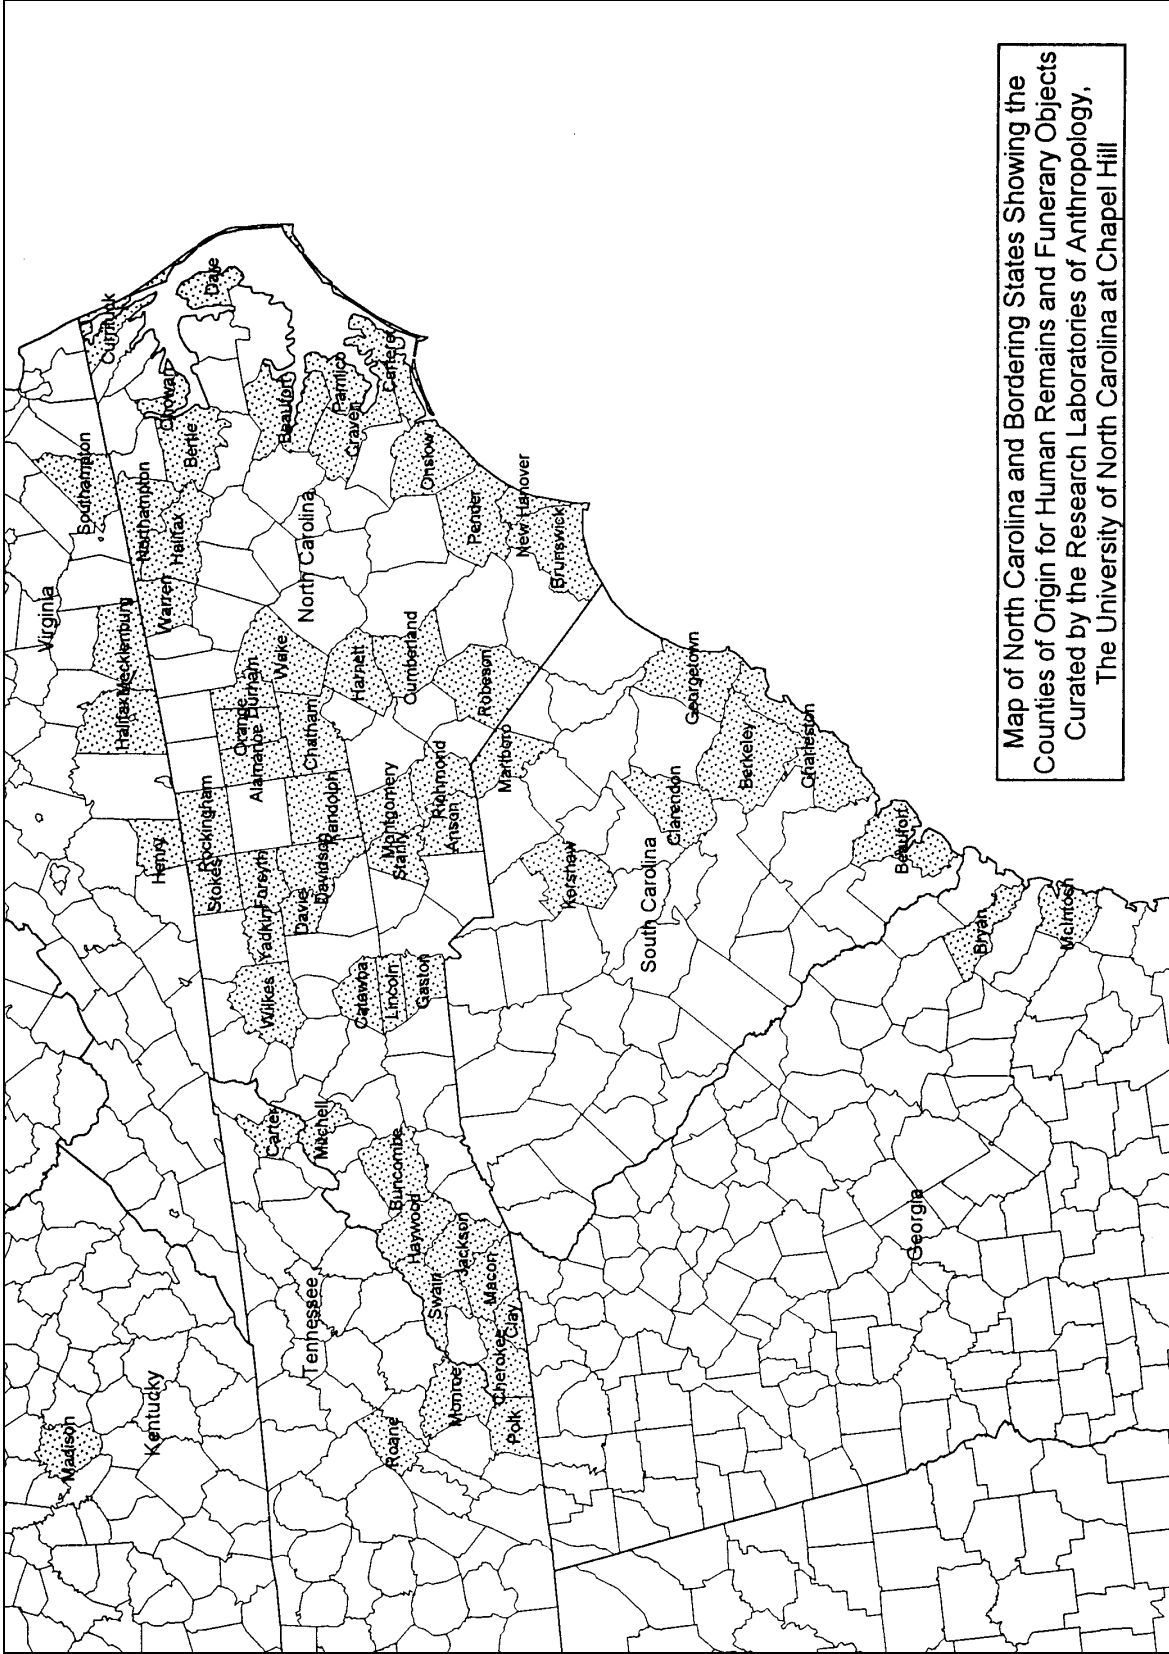 Map of North Carolina and Bordering States Showing the
Counties of Origin for Human Remains and Funerary Objects
Curated by the Research Laboratories of Anthropology,
The University of North Carolina at Chapel Hill
Kentucky
Madison
Virginia
Henry
Halifax
Mecklenburg
Southampton
Tennessee
Roane
Monroe
Polk
Carter
North Carolina
Cherokee
Clay
Macon
Swain
Jackson
Haywood
Buncombe
Mitchell
Wilkes
Catawba
Lincoln
Gaston
Yadkin
Davie
Forsyth
Stokes
Rockingham
Davidson
Randolph
Stanly
Montgomery
Anson
Richmond
Alamance
Orange
Durham
Chatham
Wake
Harnett
Cumberland
Robeson
Warren
Halifax
Northampton
Bertie
Chowan
Currituck
Dare
Beaufort
Pamlico
Craven
Carteret
Onslow
Pender
New Hanover
Brunswick
South Carolina
Marlboro
Kershaw
Clarendon
Georgetown
Berkeley
Charleston
Beaufort
Georgia
Bryan
McIntosh